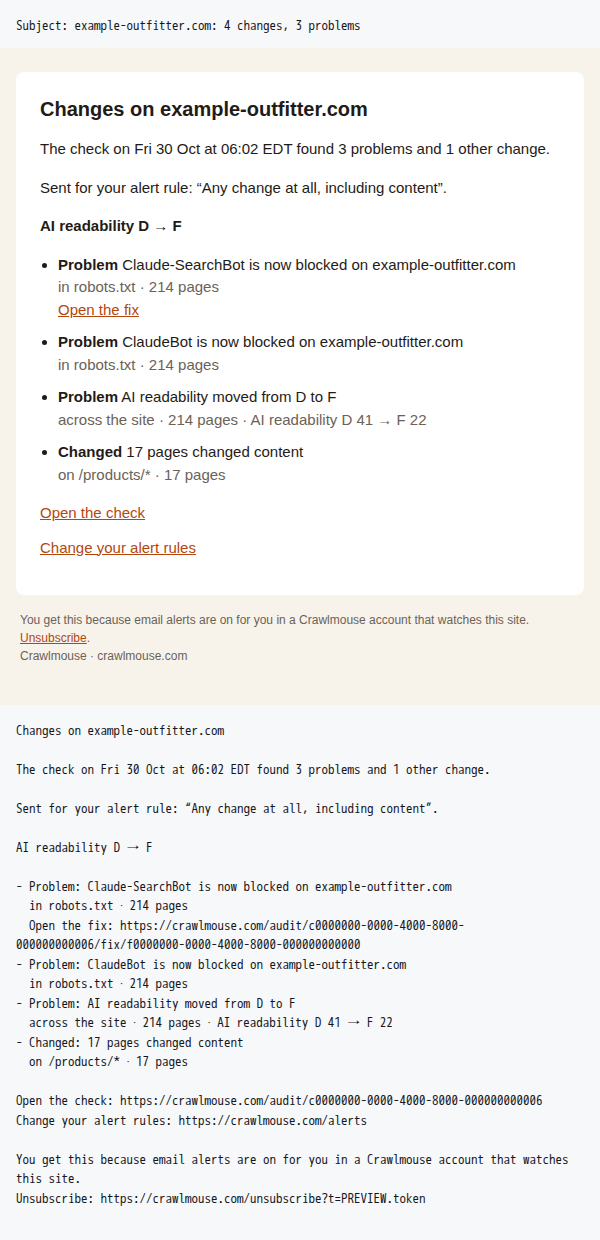 Subject: example-outfitter.com: 4 changes, 3 problems
Changes on example-outfitter.com
The check on Fri 30 Oct at 06:02 EDT found 3 problems and 1 other change.
Sent for your alert rule: “Any change at all, including content”.
AI readability D → F
• Problem Claude-SearchBot is now blocked on example-outfitter.com
in robots.txt · 214 pages
Open the fix
• Problem ClaudeBot is now blocked on example-outfitter.com
in robots.txt · 214 pages
• Problem AI readability moved from D to F
across the site · 214 pages · AI readability D 41 → F 22
• Changed 17 pages changed content
on /products/* · 17 pages
Open the check
Change your alert rules
You get this because email alerts are on for you in a Crawlmouse account that watches this site.
Unsubscribe.
Crawlmouse · crawlmouse.com
Changes on example-outfitter.com
The check on Fri 30 Oct at 06:02 EDT found 3 problems and 1 other change.
Sent for your alert rule: “Any change at all, including content”.
AI readability D → F
- Problem: Claude-SearchBot is now blocked on example-outfitter.com
in robots.txt · 214 pages
Open the fix: https://crawlmouse.com/audit/c0000000-0000-4000-8000-
000000000006/fix/f0000000-0000-4000-8000-000000000000
- Problem: ClaudeBot is now blocked on example-outfitter.com
in robots.txt · 214 pages
- Problem: AI readability moved from D to F
across the site · 214 pages · AI readability D 41 → F 22
- Changed: 17 pages changed content
on /products/* · 17 pages
Open the check: https://crawlmouse.com/audit/c0000000-0000-4000-8000-000000000006
Change your alert rules: https://crawlmouse.com/alerts
You get this because email alerts are on for you in a Crawlmouse account that watches
this site.
Unsubscribe: https://crawlmouse.com/unsubscribe?t=PREVIEW.token